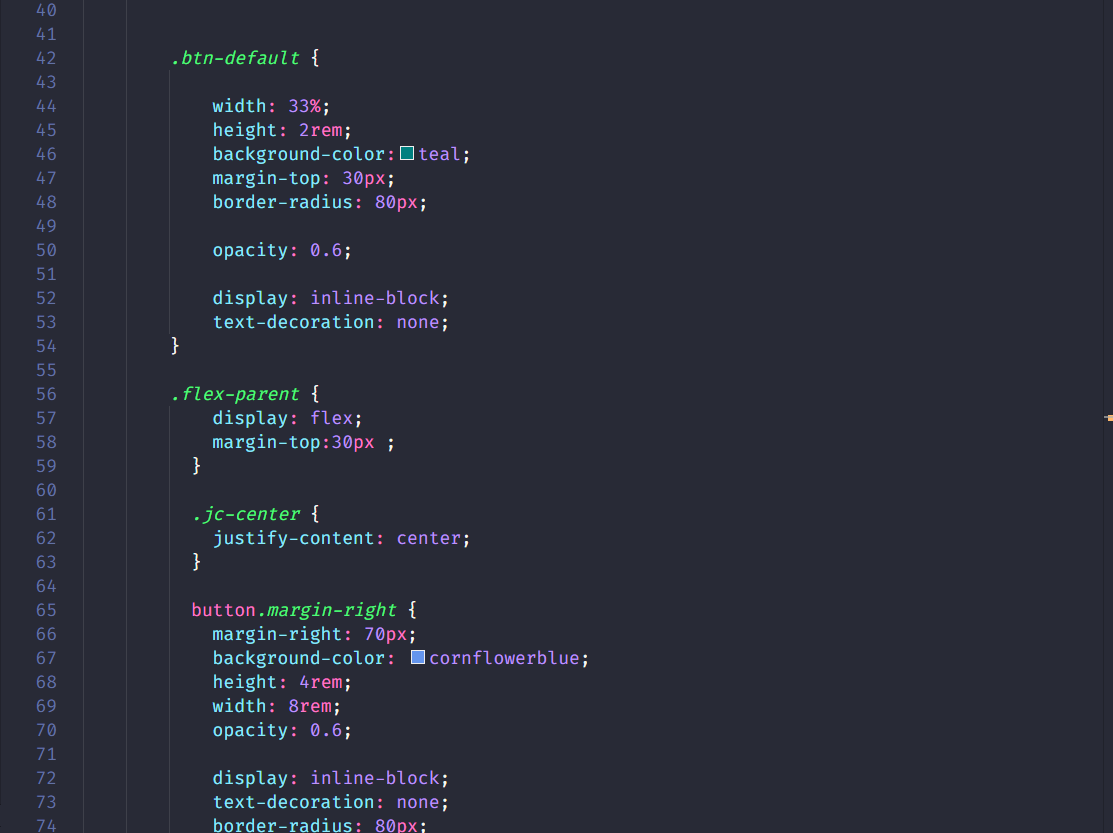 40
41
42 .btn-default {
43
44 width: 33%;
45 height: 2rem;
46 background-color: teal;
47 margin-top: 30px;
48 border-radius: 80px;
49
50 opacity: 0.6;
51
52 display: inline-block;
53 text-decoration: none;
54 }
55
56 .flex-parent {
57 display: flex;
58 margin-top:30px ;
59 }
60
61 .jc-center {
62 justify-content: center;
63 }
64
65 button.margin-right {
66 margin-right: 70px;
67 background-color: cornflowerblue;
68 height: 4rem;
69 width: 8rem;
70 opacity: 0.6;
71
72 display: inline-block;
73 text-decoration: none;
74 border-radius: 80px;